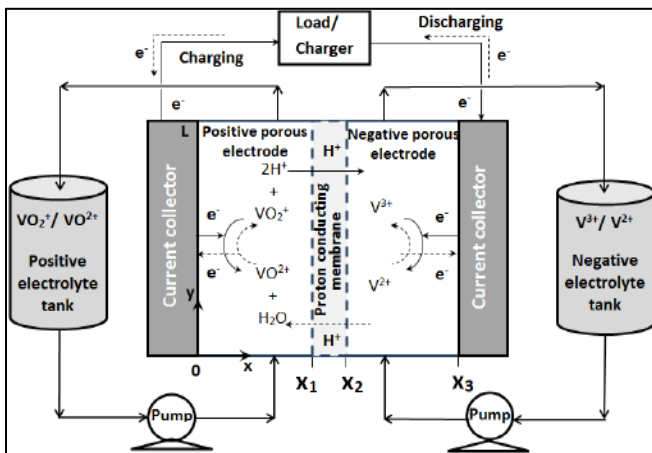 Load/
Charger
Discharging
e-
Charging
e-
e-
e-
L
Positive porous
electrode
H+
Negative porous
electrode
2H+
+
VO2+
VO2+/ VO2+
Positive
electrolyte
tank
Current collector
e-
e-
VO2+
+
H2O
Proton conducting
membrane
H+
V3+
V2+
e-
e-
Current collector
V3+/ V2+
Negative
electrolyte
tank
y
0
x
X1
X2
X3
Pump
Pump